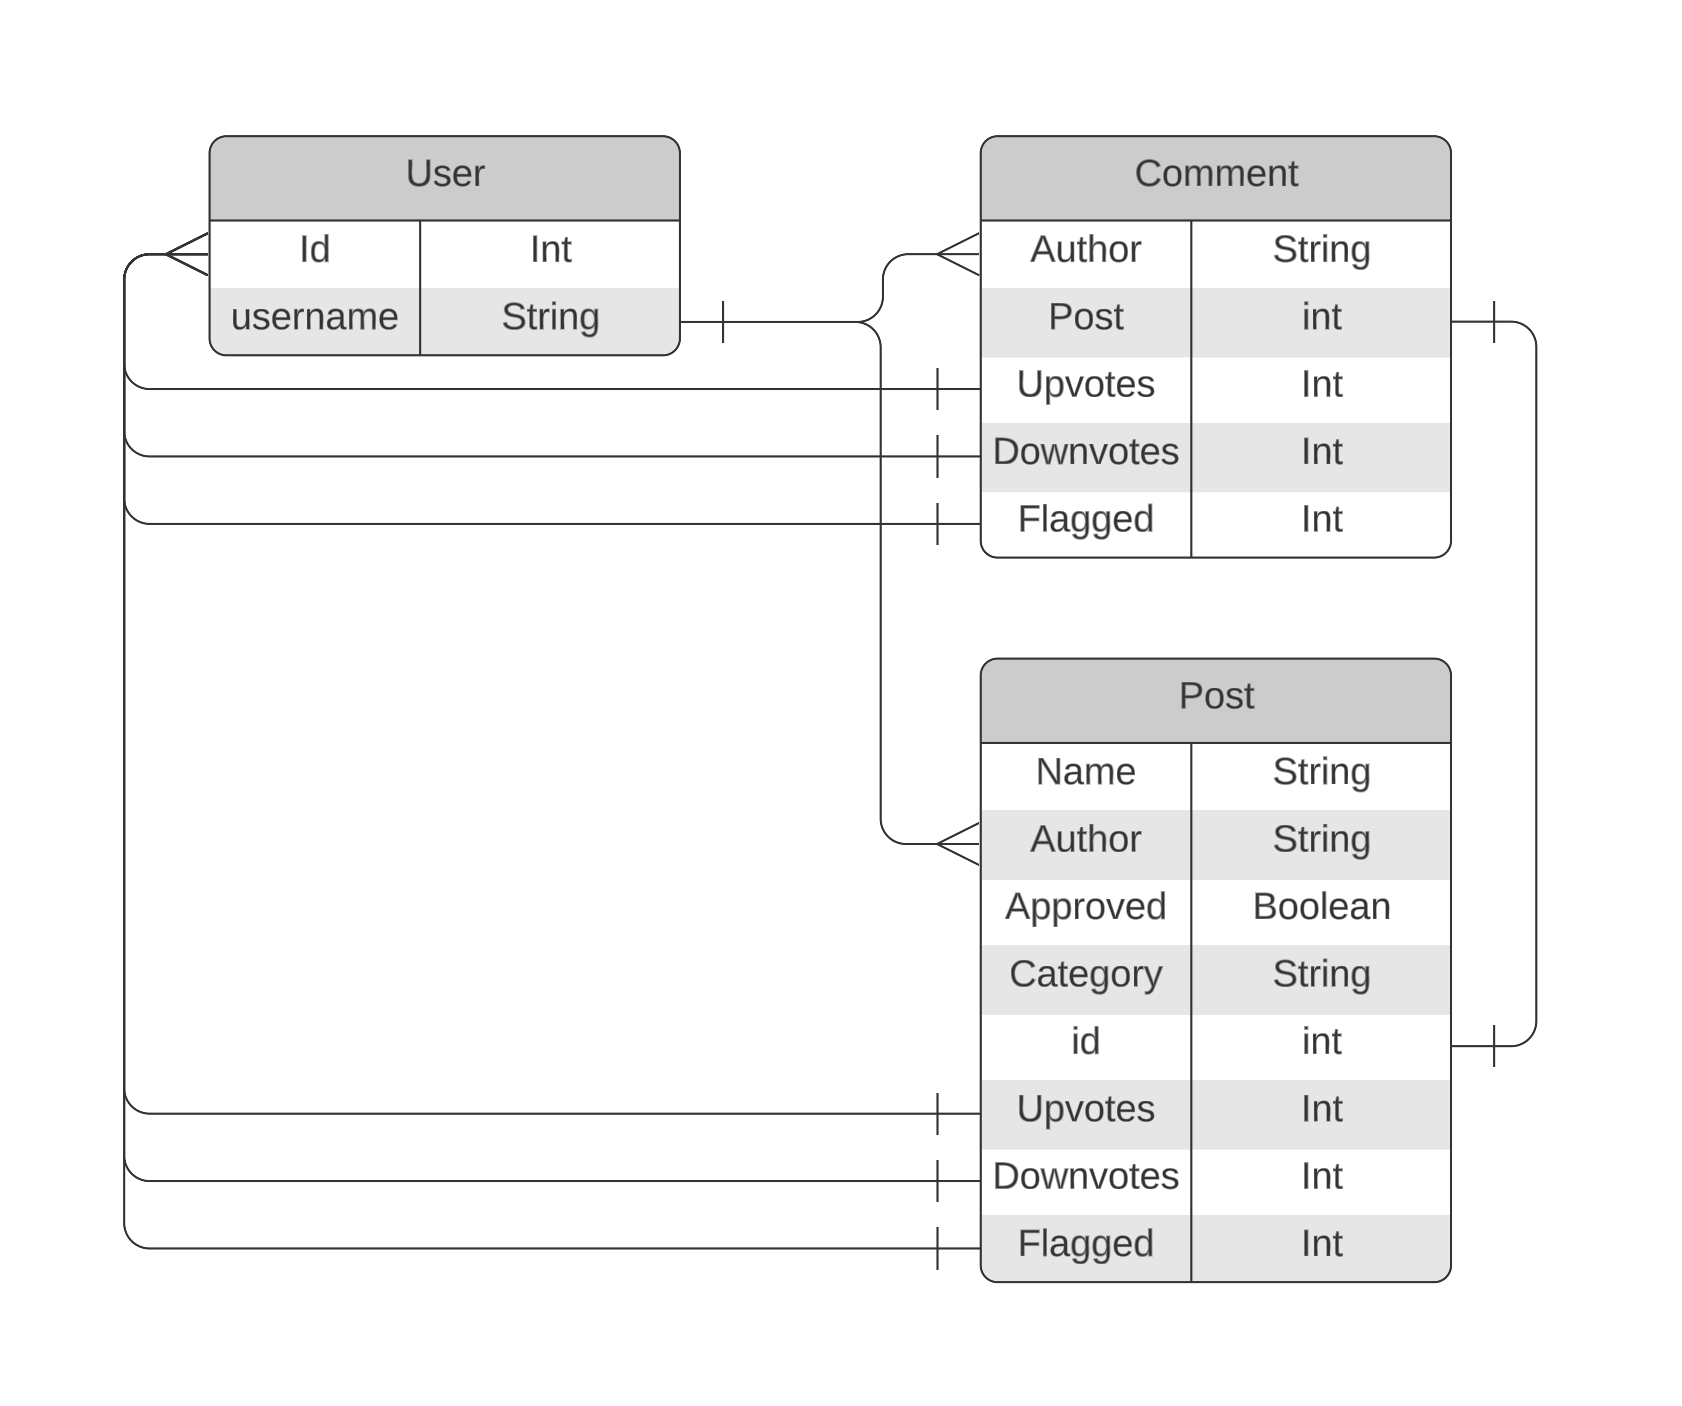 User
Id Int
username String
Comment
Author String
Post int
Upvotes Int
Downvotes Int
Flagged Int
Post
Name String
Author String
Approved Boolean
Category String
id int
Upvotes Int
Downvotes Int
Flagged Int